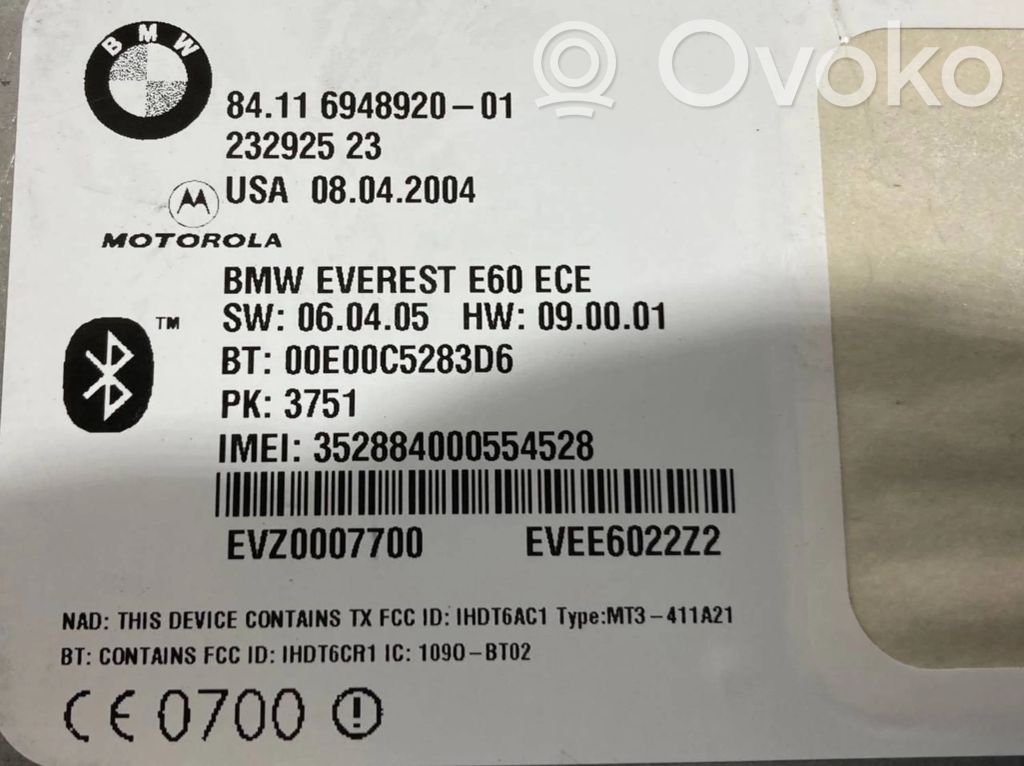 BMW
Ovoko
84.11 6948920-01
232925 23
USA 08.04.2004
MOTOROLA
BMW EVEREST E60 ECE
™ SW: 06.04.05 HW: 09.00.01
BT: 00E00C5283D6
PK: 3751
IMEI: 352884000554528
EVZ0007700 EVEE6022Z2
NAD: THIS DEVICE CONTAINS TX FCC ID: IHDT6AC1 Type:MT3-411A21
BT: CONTAINS FCC ID: IHDT6CR1 IC: 1090-BT02
CE 0700 !